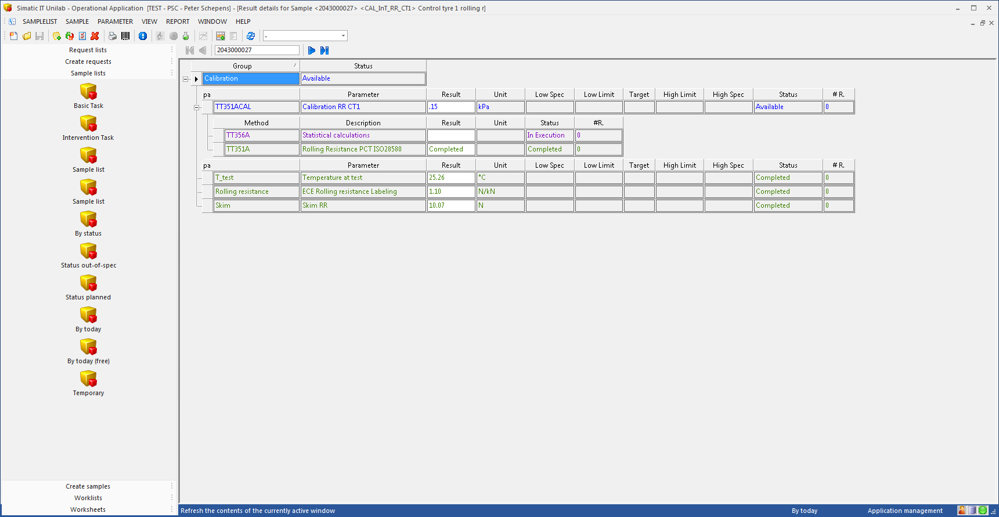 Simatic IT Unilab - Operational Application [TEST - PSC - Peter Schepens] - [Result details for Sample <2043000027> <CAL_InT_RR_CT1> Control tyre 1 rolling r]
SAMPLELIST SAMPLE PARAMETER VIEW REPORT WINDOW HELP
-
Request lists
Create requests
Sample lists
Basic Task
Intervention Task
Sample list
Sample list
By status
Status out-of-spec
Status planned
By today
By today (free)
Temporary
Create samples
Worklists
Worksheets
2043000027
Group Status
Calibration Available
pa Parameter Result Unit Low Spec Low Limit Target High Limit High Spec Status # R.
TT351ACAL Calibration RR CT1 .15 kPa Available 0
Method Description Result Unit Status #R.
TT356A Statistical calculations In Execution 0
TT351A Rolling Resistance PCT ISO28580 Completed Completed 0
pa Parameter Result Unit Low Spec Low Limit Target High Limit High Spec Status # R.
T_test Temperature at test 25.26 °C Completed 0
Rolling resistance ECE Rolling resistance Labeling 1.10 N/kN Completed 0
Skim Skim RR 10.07 N Completed 0
Refresh the contents of the currently active window By today Application management